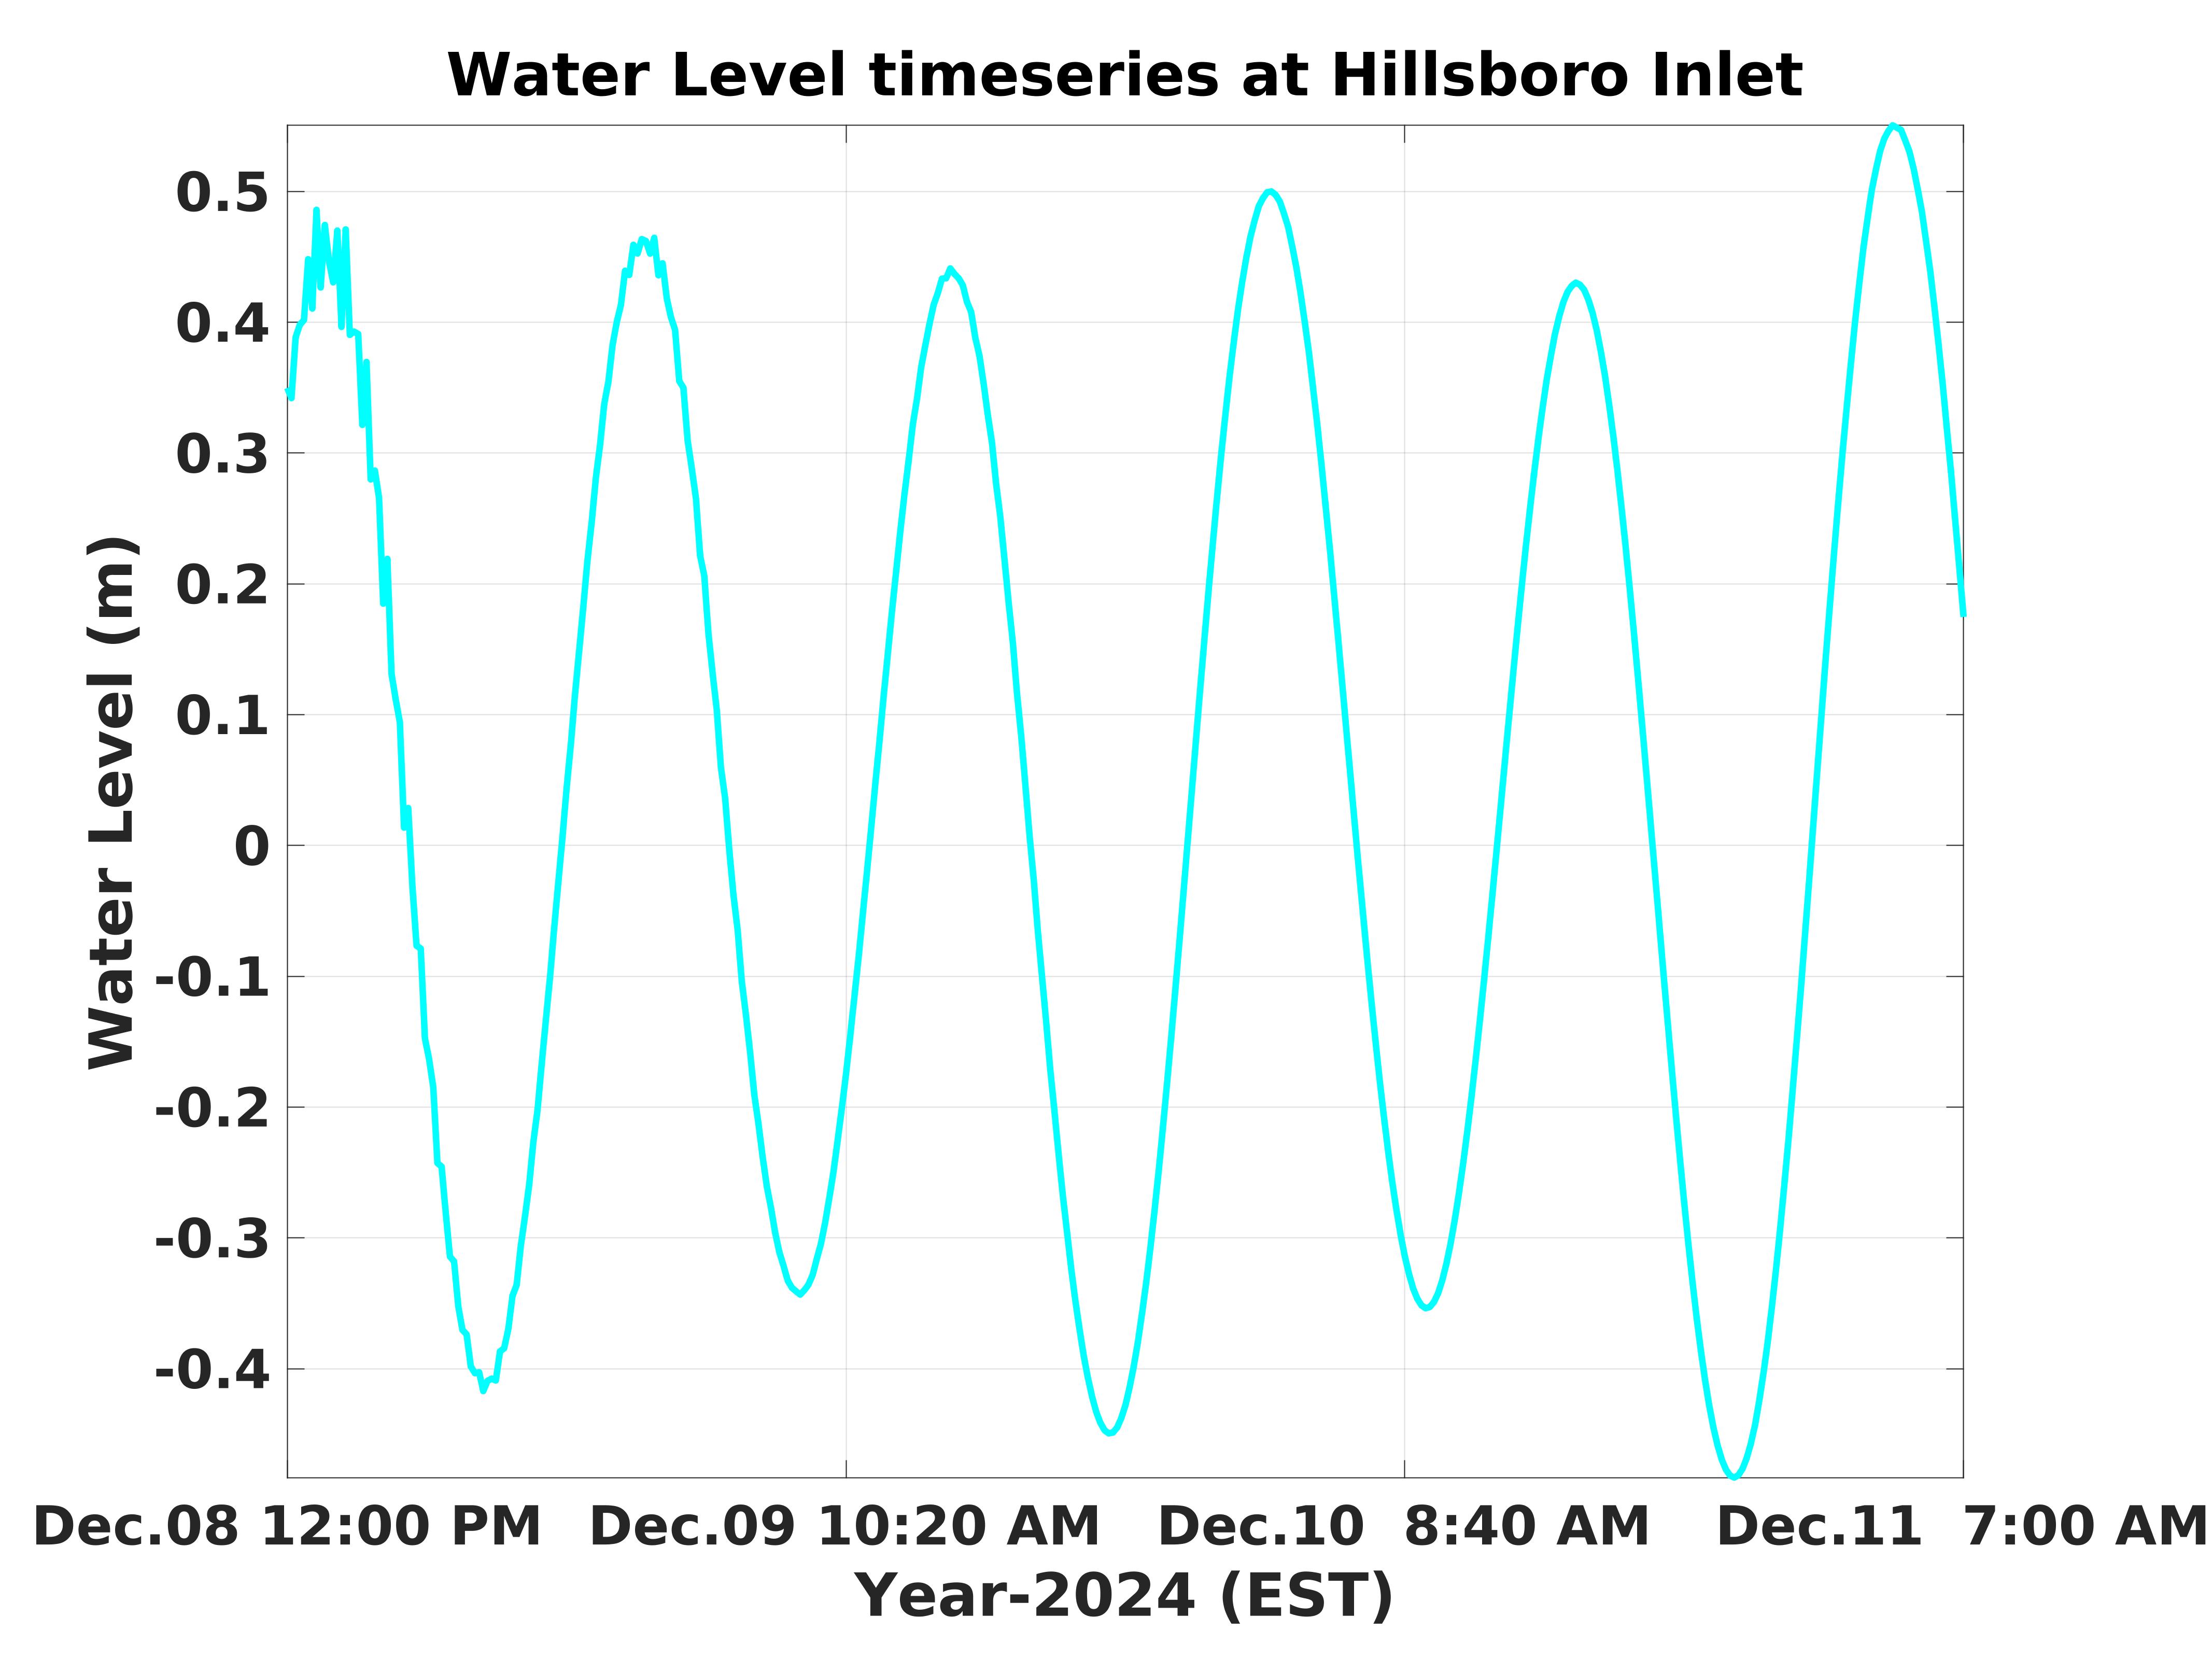 Water Level timeseries at Hillsboro Inlet
0.5
0.4
0.3
0.2
0.1
0
-0.1
-0.2
-0.3
-0.4
Water Level (m)
Dec.08 12:00 PM Dec.09 10:20 AM Dec.10 8:40 AM Dec.11 7:00 AM
Year-2024 (EST)